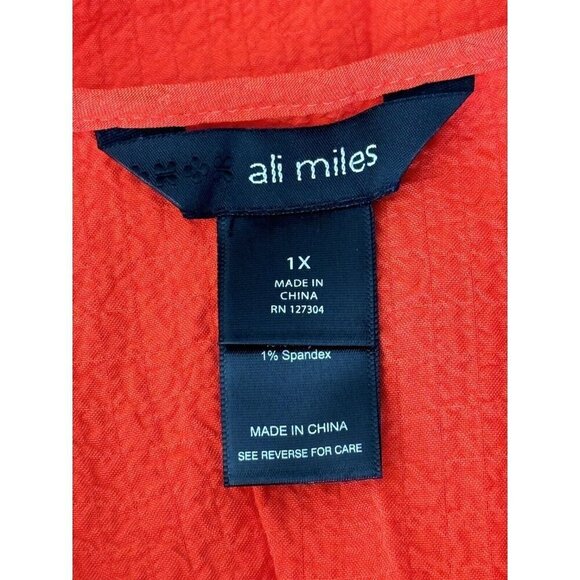 ali miles
1X
MADE IN
CHINA
RN 127304
1% Spandex
MADE IN CHINA
SEE REVERSE FOR CARE